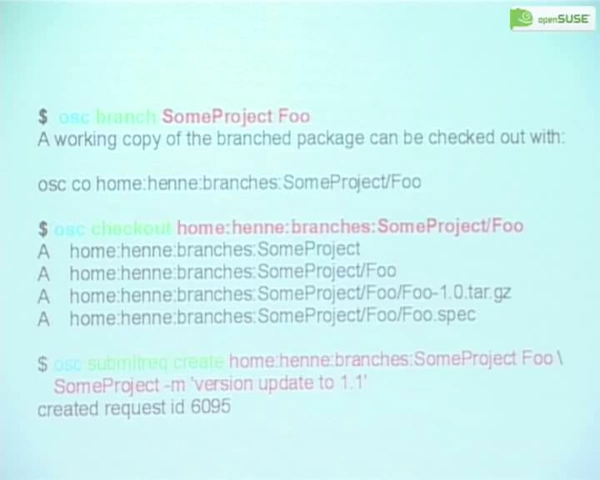 openSUSE
$ osc branch SomeProject Foo
A working copy of the branched package can be checked out with:
osc co home:henne:branches:SomeProject/Foo
$ osc checkout home:henne:branches:SomeProject/Foo
A home:henne:branches:SomeProject
A home:henne:branches:SomeProject/Foo
A home:henne:branches:SomeProject/Foo/Foo-1.0.tar.gz
A home:henne:branches:SomeProject/Foo/Foo.spec
$ osc submitreq create home:henne:branches:SomeProject Foo \
SomeProject -m 'version update to 1.1'
created request id 6095